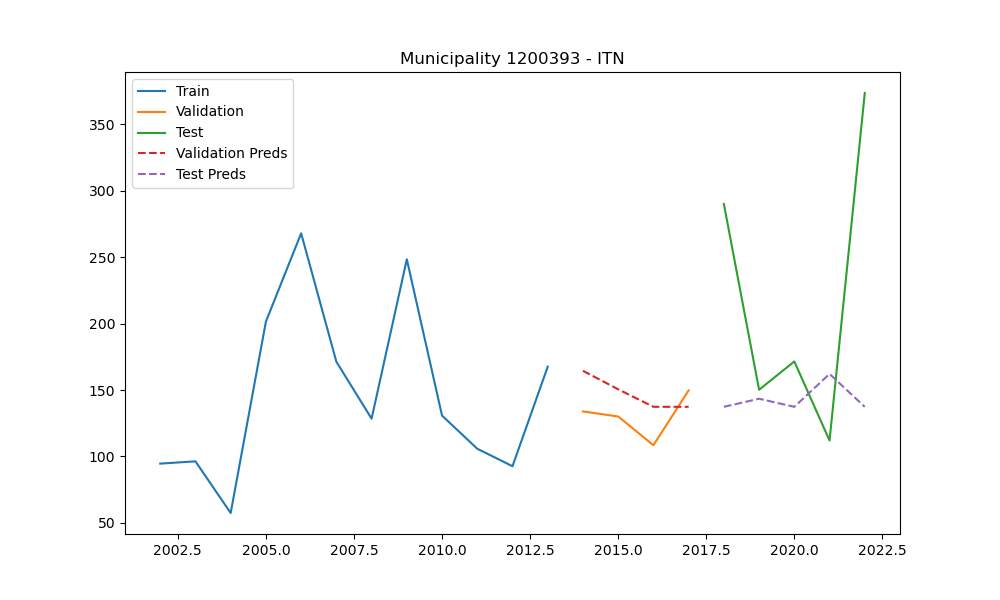 Municipality 1200393 - ITN
Train
Validation
Test
Validation Preds
Test Preds
350
300
250
200
150
100
50
2002.5 2005.0 2007.5 2010.0 2012.5 2015.0 2017.5 2020.0 2022.5